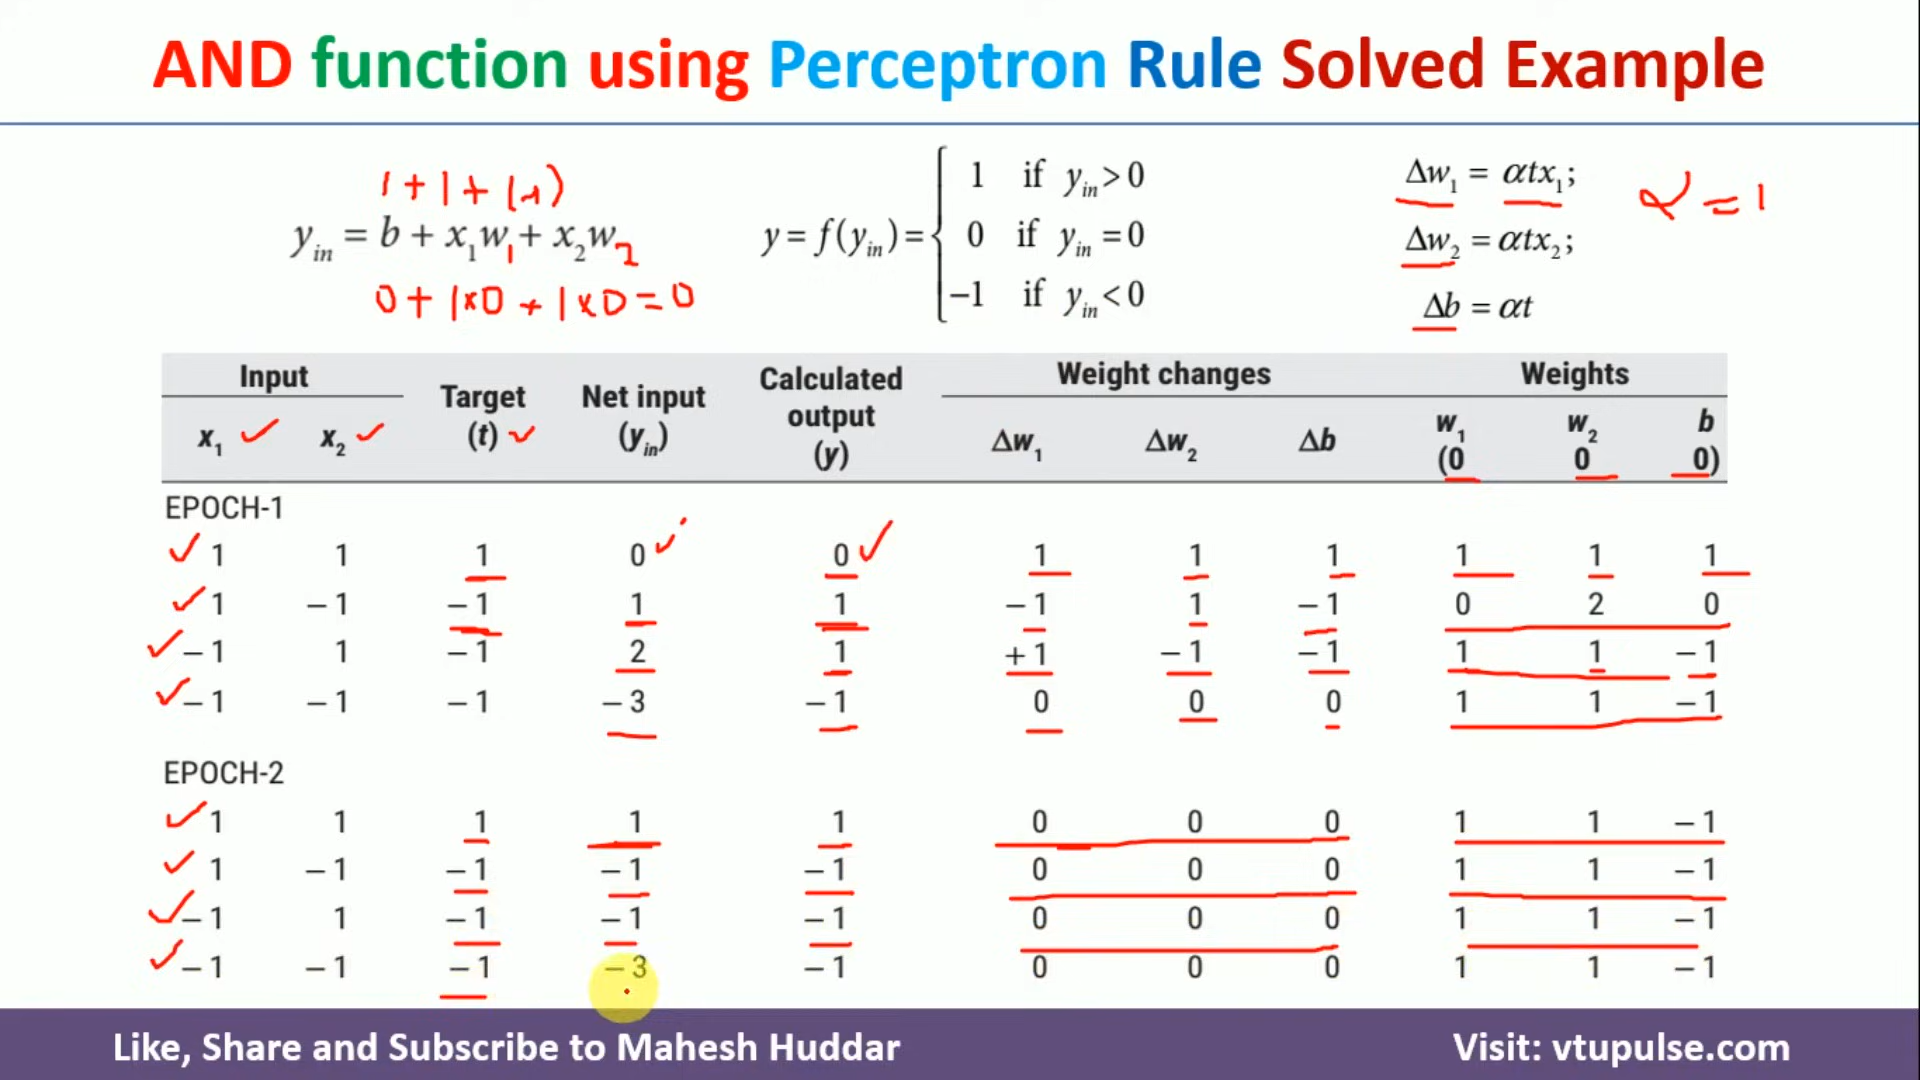 AND function using Perceptron Rule Solved Example
1 + 1 + (-1)
y_in = b + x_1 w_1 + x_2 w_2
0 + 1×0 + 1×0 = 0
y = f(y_in) = { 1 if y_in > 0
0 if y_in = 0
−1 if y_in < 0
Δw_1 = αtx_1;
Δw_2 = αtx_2;
Δb = αt
α = 1
Input Target (t) Net input (y_in) Calculated output (y) Weight changes Weights
x_1 x_2 Δw_1 Δw_2 Δb w_1 w_2 b
(0 0 0)
EPOCH-1
1 1 1 0 0 1 1 1 1 1 1
1 −1 −1 1 1 −1 1 −1 0 2 0
−1 1 −1 2 1 +1 −1 −1 1 1 −1
−1 −1 −1 −3 −1 0 0 0 1 1 −1
EPOCH-2
1 1 1 1 1 0 0 0 1 1 −1
1 −1 −1 −1 −1 0 0 0 1 1 −1
−1 1 −1 −1 −1 0 0 0 1 1 −1
−1 −1 −1 −3 −1 0 0 0 1 1 −1
Like, Share and Subscribe to Mahesh Huddar
Visit: vtupulse.com